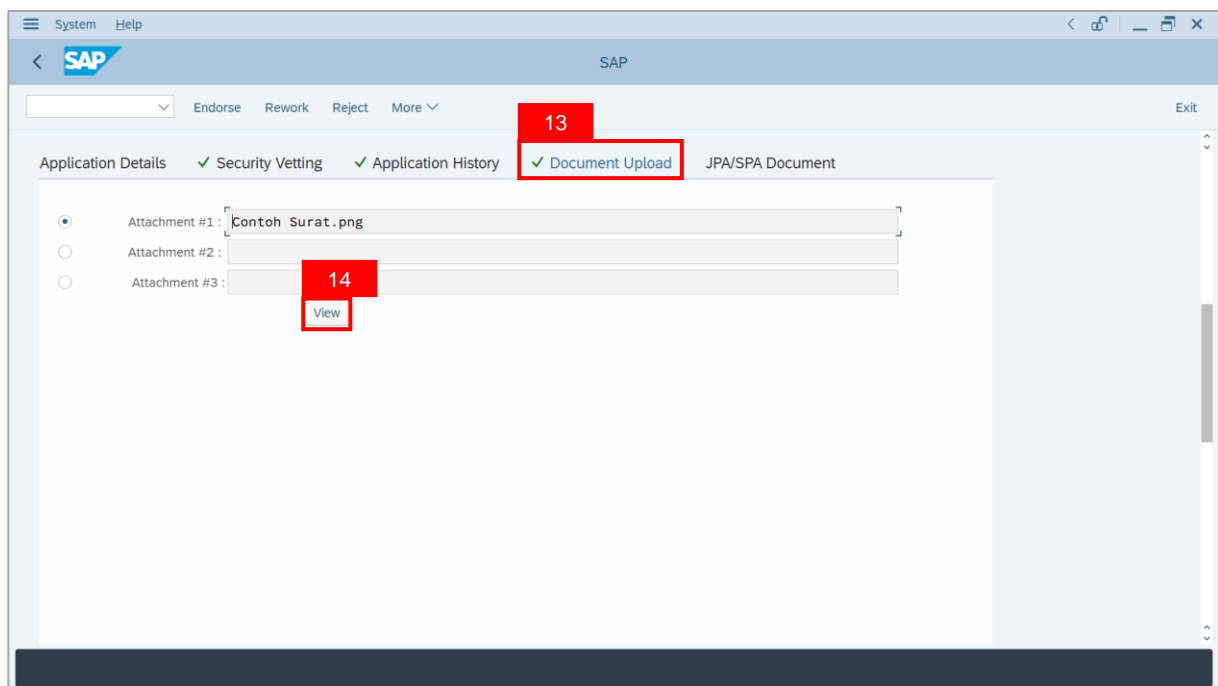 System Help
SAP SAP
Endorse Rework Reject More Exit
13
Application Details Security Vetting Application History Document Upload JPA/SPA Document
Attachment #1 : Contoh Surat.png
Attachment #2 :
Attachment #3 :
14
View